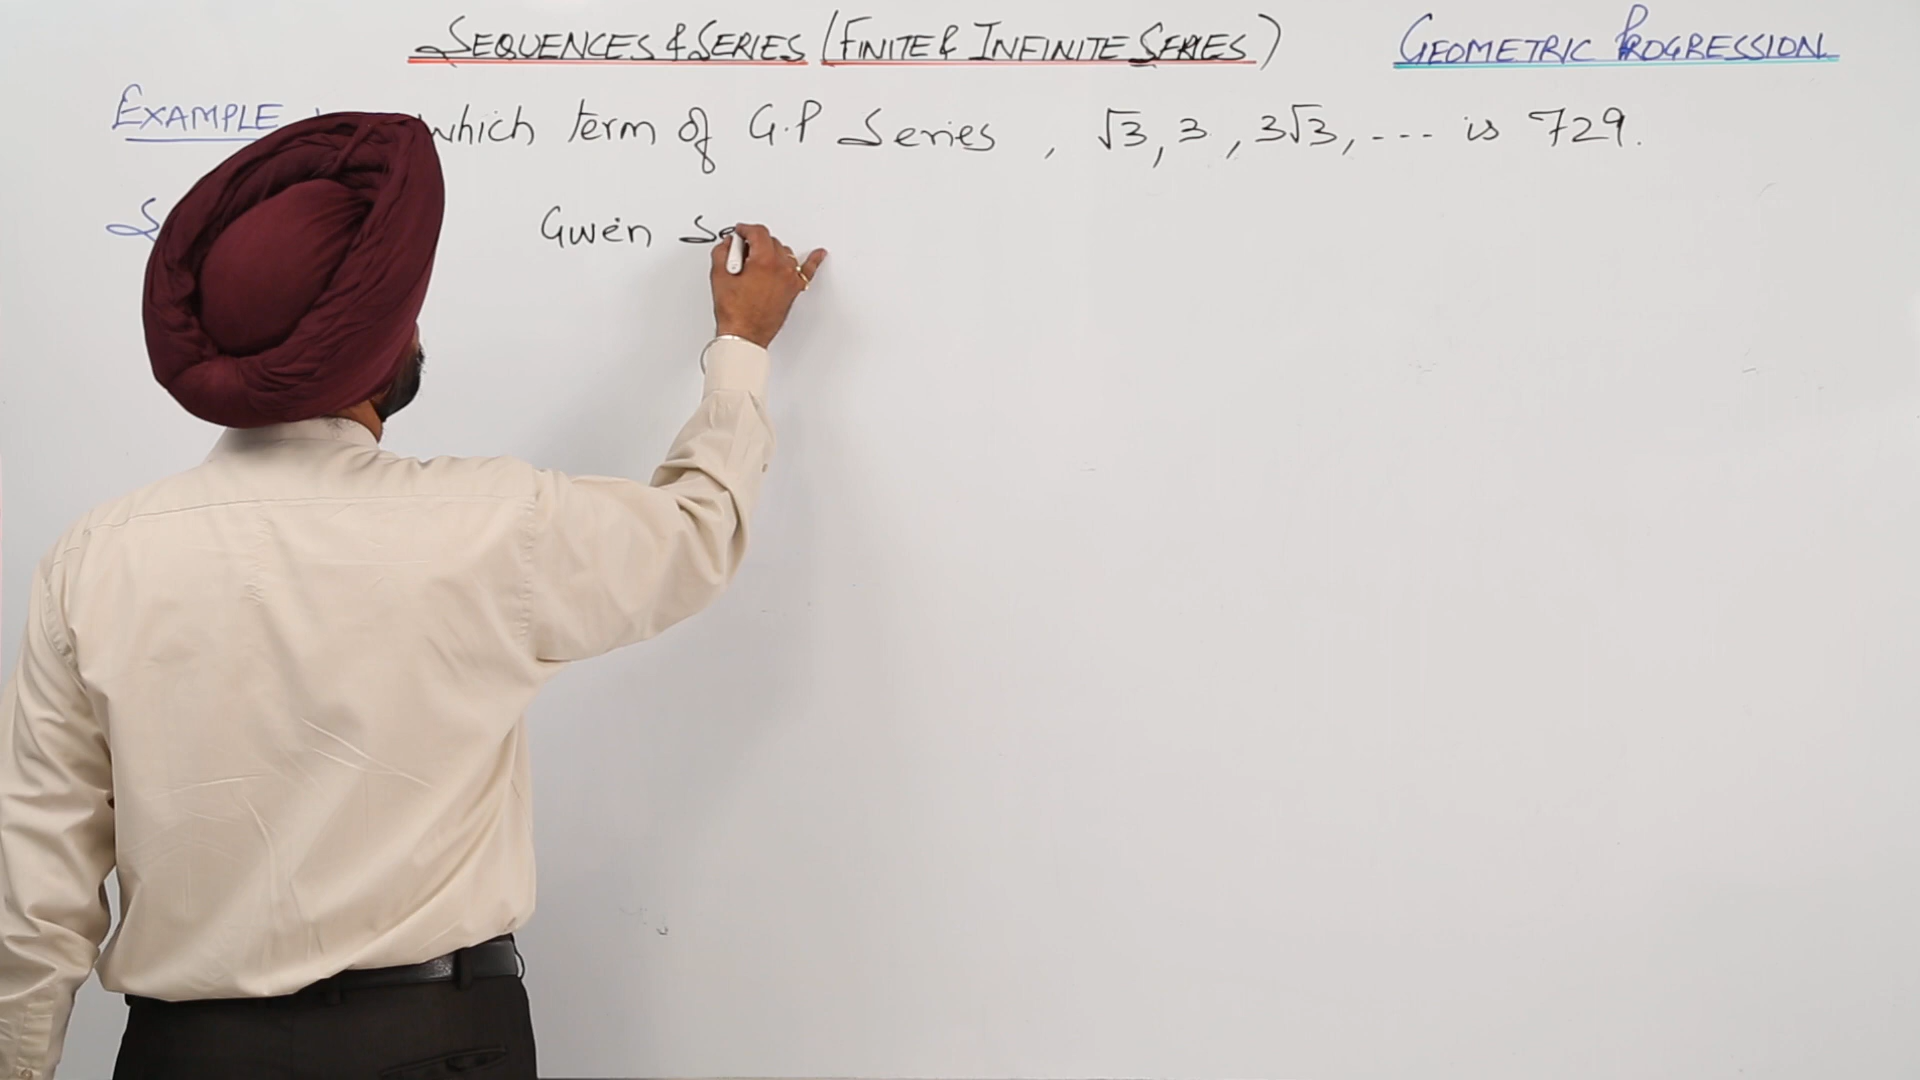 SEQUENCES & SERIES (FINITE & INFINITE SERIES) GEOMETRIC PROGRESSION
EXAMPLE which term of G.P Series, √3, 3, 3√3, --- is 729.
Given Se